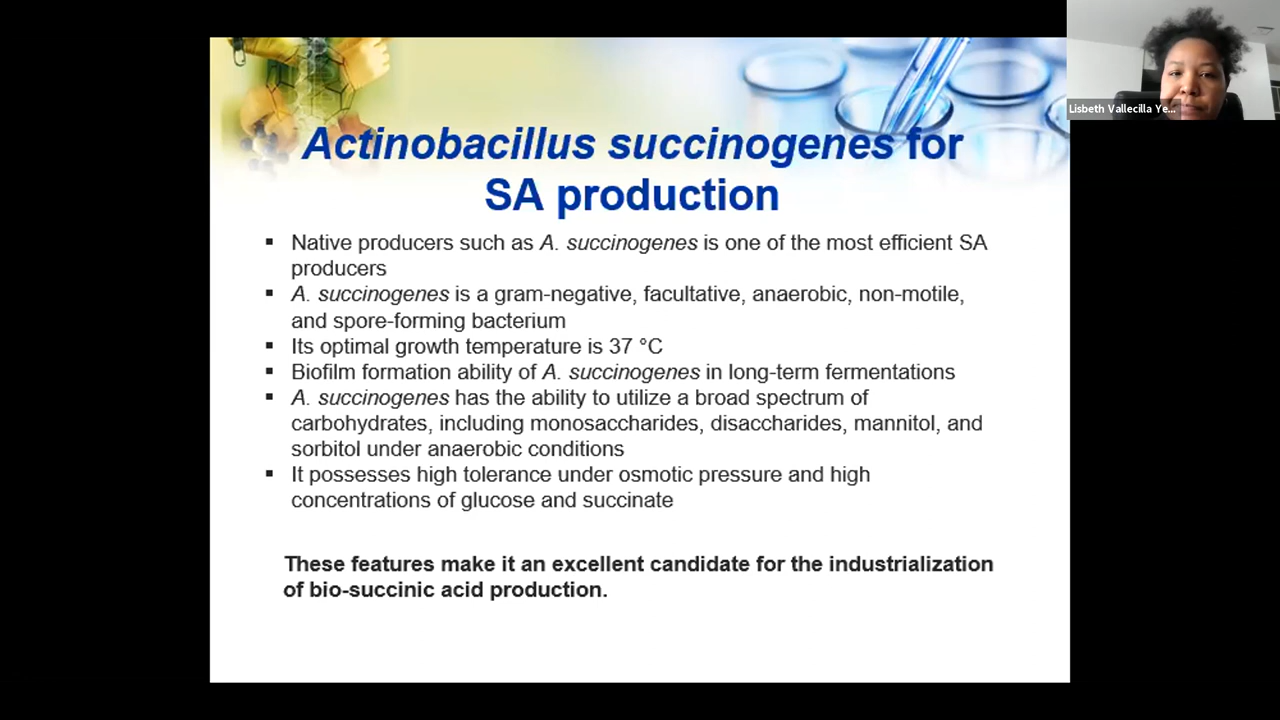 Lisbeth Vallecilla Ye...
Actinobacillus succinogenes for
SA production
▪ Native producers such as A. succinogenes is one of the most efficient SA
producers
▪ A. succinogenes is a gram-negative, facultative, anaerobic, non-motile,
and spore-forming bacterium
▪ Its optimal growth temperature is 37 °C
▪ Biofilm formation ability of A. succinogenes in long-term fermentations
▪ A. succinogenes has the ability to utilize a broad spectrum of
carbohydrates, including monosaccharides, disaccharides, mannitol, and
sorbitol under anaerobic conditions
▪ It possesses high tolerance under osmotic pressure and high
concentrations of glucose and succinate
These features make it an excellent candidate for the industrialization
of bio-succinic acid production.